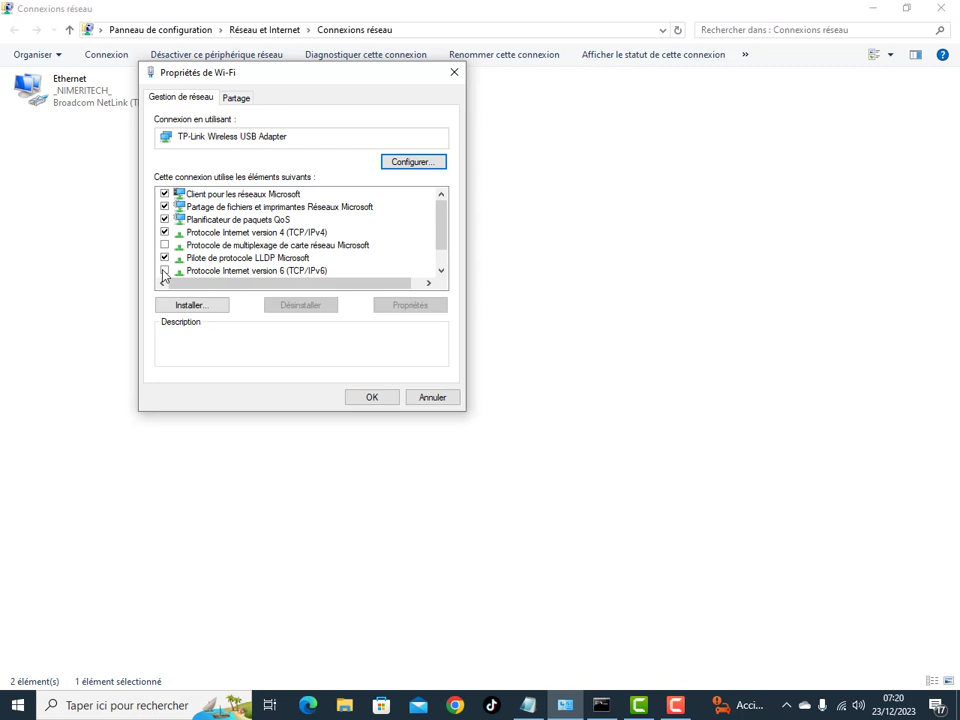 Connexions réseau
Panneau de configuration > Réseau et Internet > Connexions réseau
Rechercher dans : Connexions réseau
Organiser
Connexion
Désactiver ce périphérique réseau
Diagnostiquer cette connexion
Renommer cette connexion
Afficher le statut de cette connexion
»
Ethernet
_NIMERITECH_
Broadcom NetLink (T
Propriétés de Wi-Fi
Gestion de réseau
Partage
Connexion en utilisant :
TP-Link Wireless USB Adapter
Configurer...
Cette connexion utilise les éléments suivants :
Client pour les réseaux Microsoft
Partage de fichiers et imprimantes Réseaux Microsoft
Planificateur de paquets QoS
Protocole Internet version 4 (TCP/IPv4)
Protocole de multiplexage de carte réseau Microsoft
Pilote de protocole LLDP Microsoft
Protocole Internet version 6 (TCP/IPv6)
Installer...
Désinstaller
Propriétés
Description
OK
Annuler
2 élément(s)
1 élément sélectionné
Taper ici pour rechercher
Acci...
07:20
23/12/2023
17